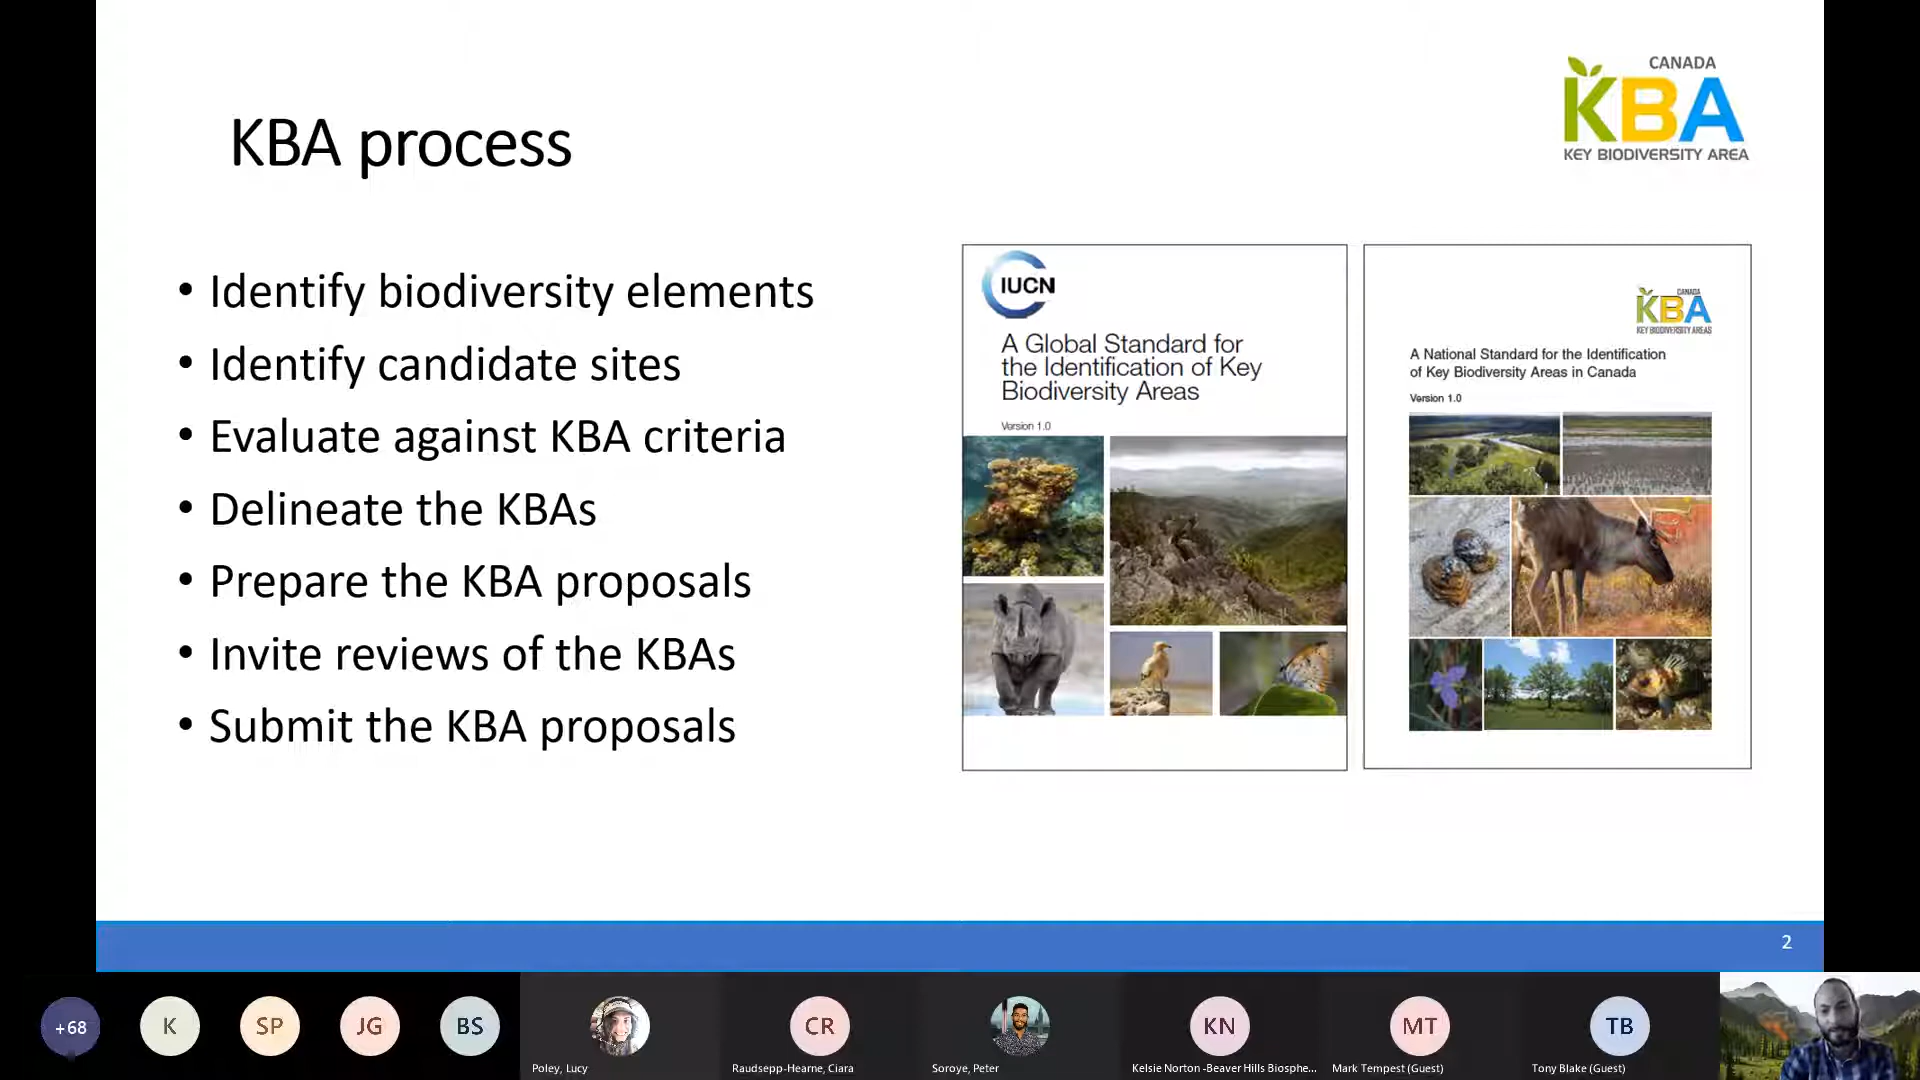 CANADA
KBA
KEY BIODIVERSITY AREA
KBA process
• Identify biodiversity elements
• Identify candidate sites
• Evaluate against KBA criteria
• Delineate the KBAs
• Prepare the KBA proposals
• Invite reviews of the KBAs
• Submit the KBA proposals
IUCN
A Global Standard for
the Identification of Key
Biodiversity Areas
Version 1.0
CANADA
KBA
KEY BIODIVERSITY AREAS
A National Standard for the Identification
of Key Biodiversity Areas in Canada
Version 1.0
2
+68
K
SP
JG
BS
CR
KN
MT
TB
Poley, Lucy
Raudsepp-Hearne, Ciara
Soroye, Peter
Kelsie Norton -Beaver Hills Biosphe...
Mark Tempest (Guest)
Tony Blake (Guest)